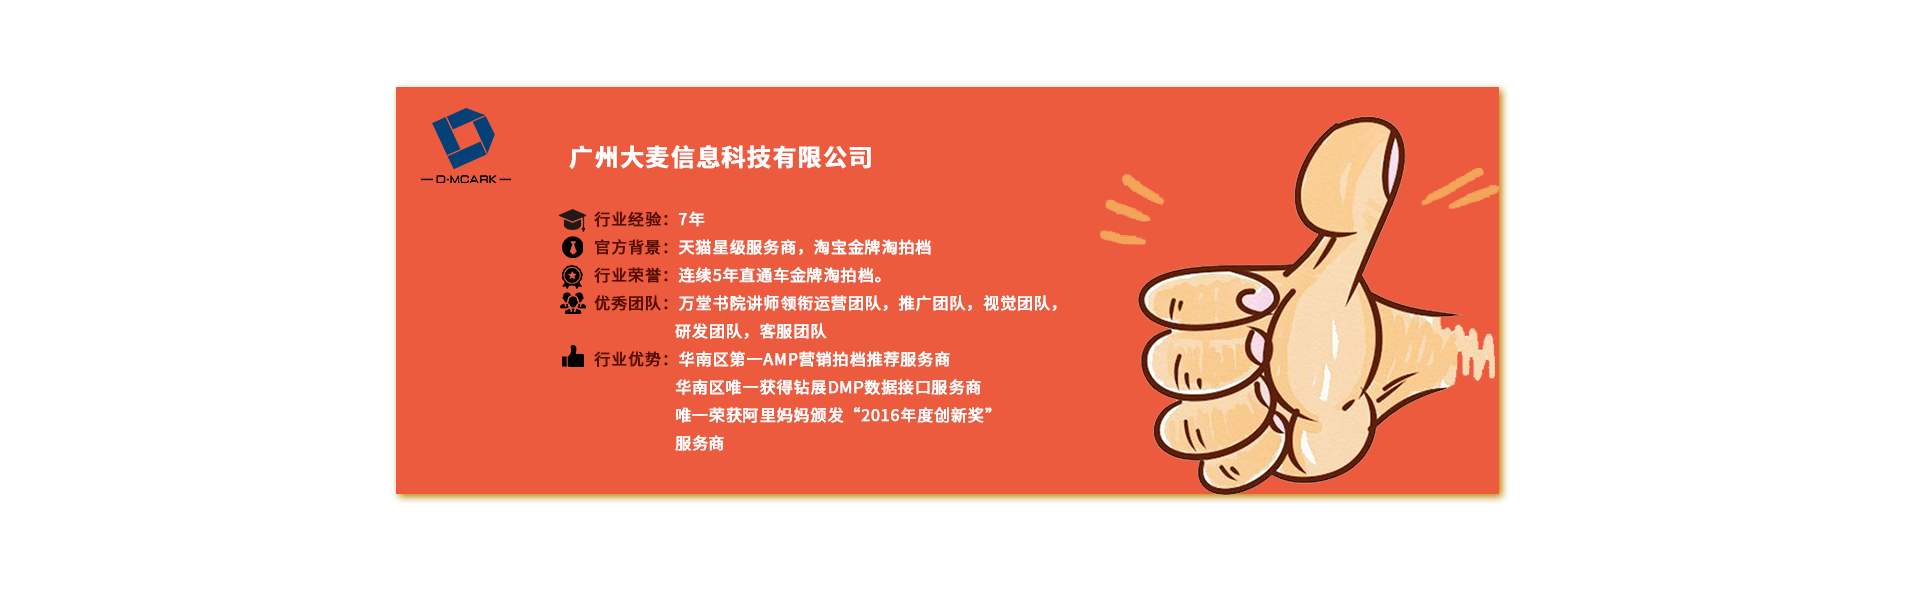 D·MCARK
广州大麦信息科技有限公司
行业经验：7年
官方背景：天猫星级服务商，淘宝金牌淘拍档
行业荣誉：连续5年直通车金牌淘拍档。
优秀团队：万堂书院讲师领衔运营团队，推广团队，视觉团队，
研发团队，客服团队
行业优势：华南区第一AMP营销拍档推荐服务商
华南区唯一获得钻展DMP数据接口服务商
唯一荣获阿里妈妈颁发“2016年度创新奖”
服务商